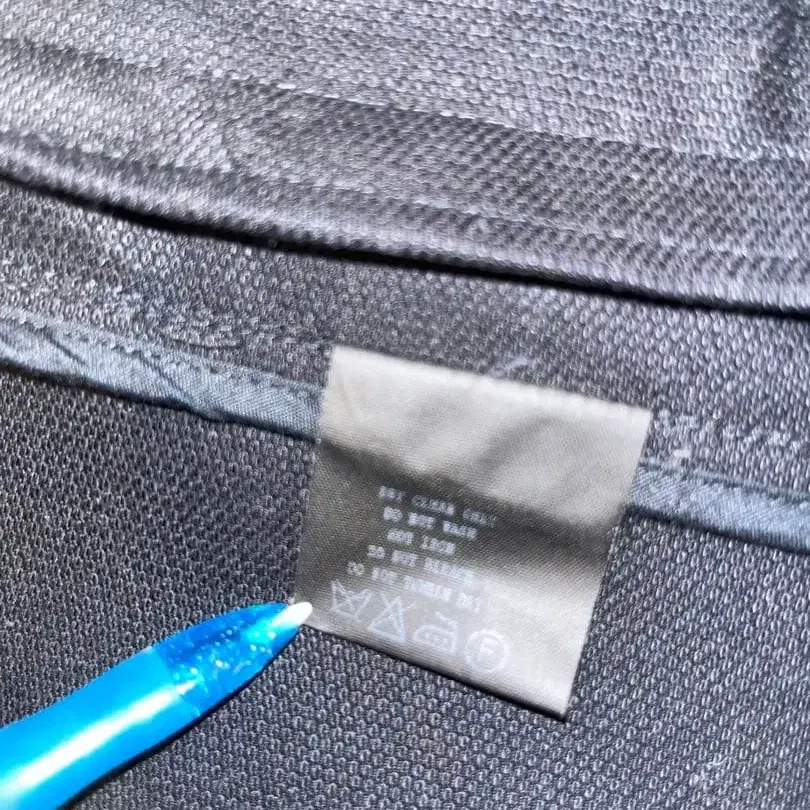 DRY CLEAN ONLY
DO NOT WASH
DO NOT BLEACH
DO NOT TUMBLE DRY
F